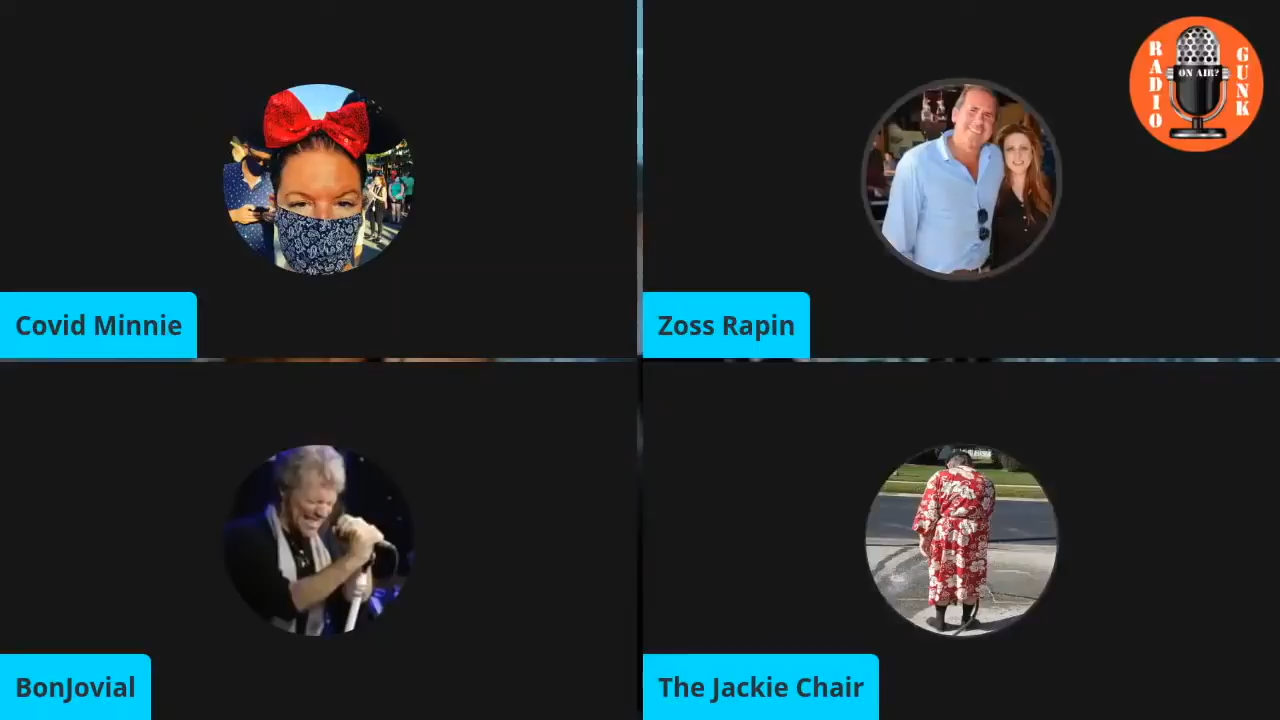 RADIO
ON AIR?
GUNK
Covid Minnie
Zoss Rapin
BonJovial
The Jackie Chair